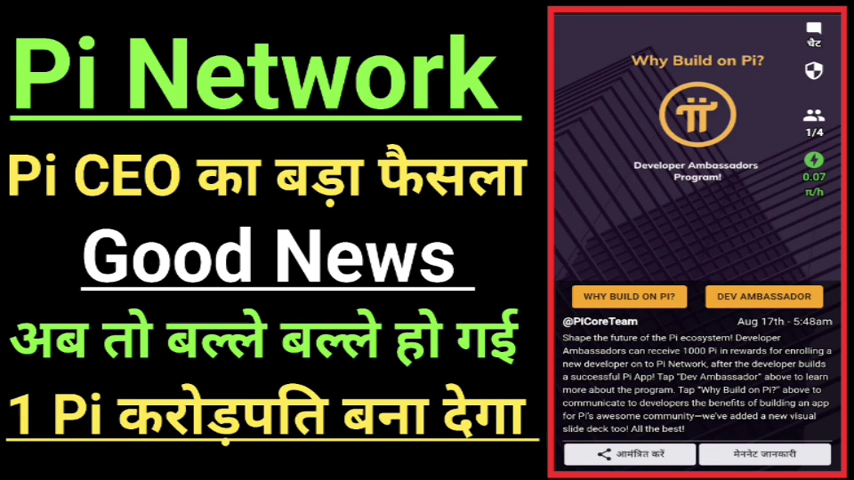 Pi Network
Pi CEO का बड़ा फैसला
Good News
अब तो बल्ले बल्ले हो गई
1 Pi करोड़पति बना देगा
चैट
Why Build on Pi?
Developer Ambassadors
Program!
1/4
0.07
π/h
WHY BUILD ON PI?
DEV AMBASSADOR
@PiCoreTeam
Aug 17th - 5:48am
Shape the future of the Pi ecosystem! Developer
Ambassadors can receive 1000 Pi in rewards for enrolling a
new developer on to Pi Network, after the developer builds
a successful Pi App! Tap "Dev Ambassador" above to learn
more about the program. Tap "Why Build on Pi?" above to
communicate to developers the benefits of building an app
for Pi's awesome community—we've added a new visual
slide deck too! All the best!
आमंत्रित करें
मेननेट जानकारी